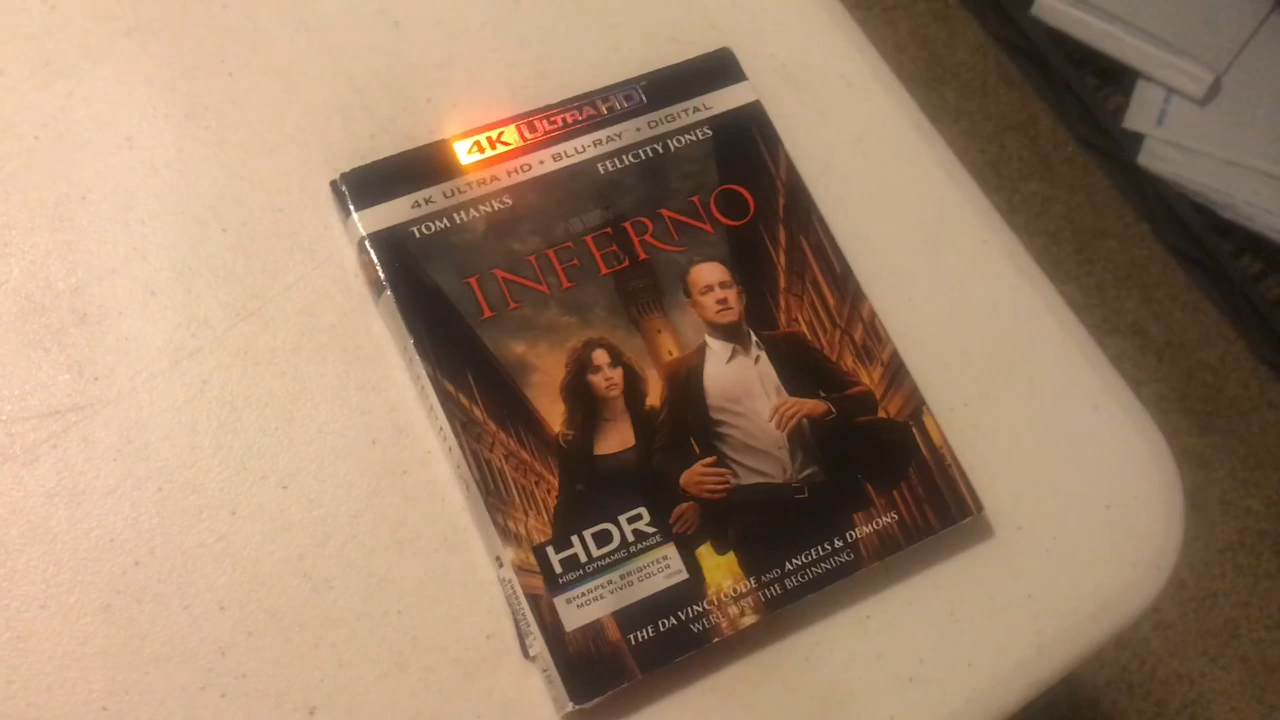 4K ULTRA HD
4K ULTRA HD • BLU-RAY • DIGITAL
TOM HANKS FELICITY JONES
INFERNO
HDR
HIGH DYNAMIC RANGE
SHARPER, BRIGHTER,
MORE VIVID COLOR
THE DA VINCI CODE AND ANGELS & DEMONS
WERE JUST THE BEGINNING